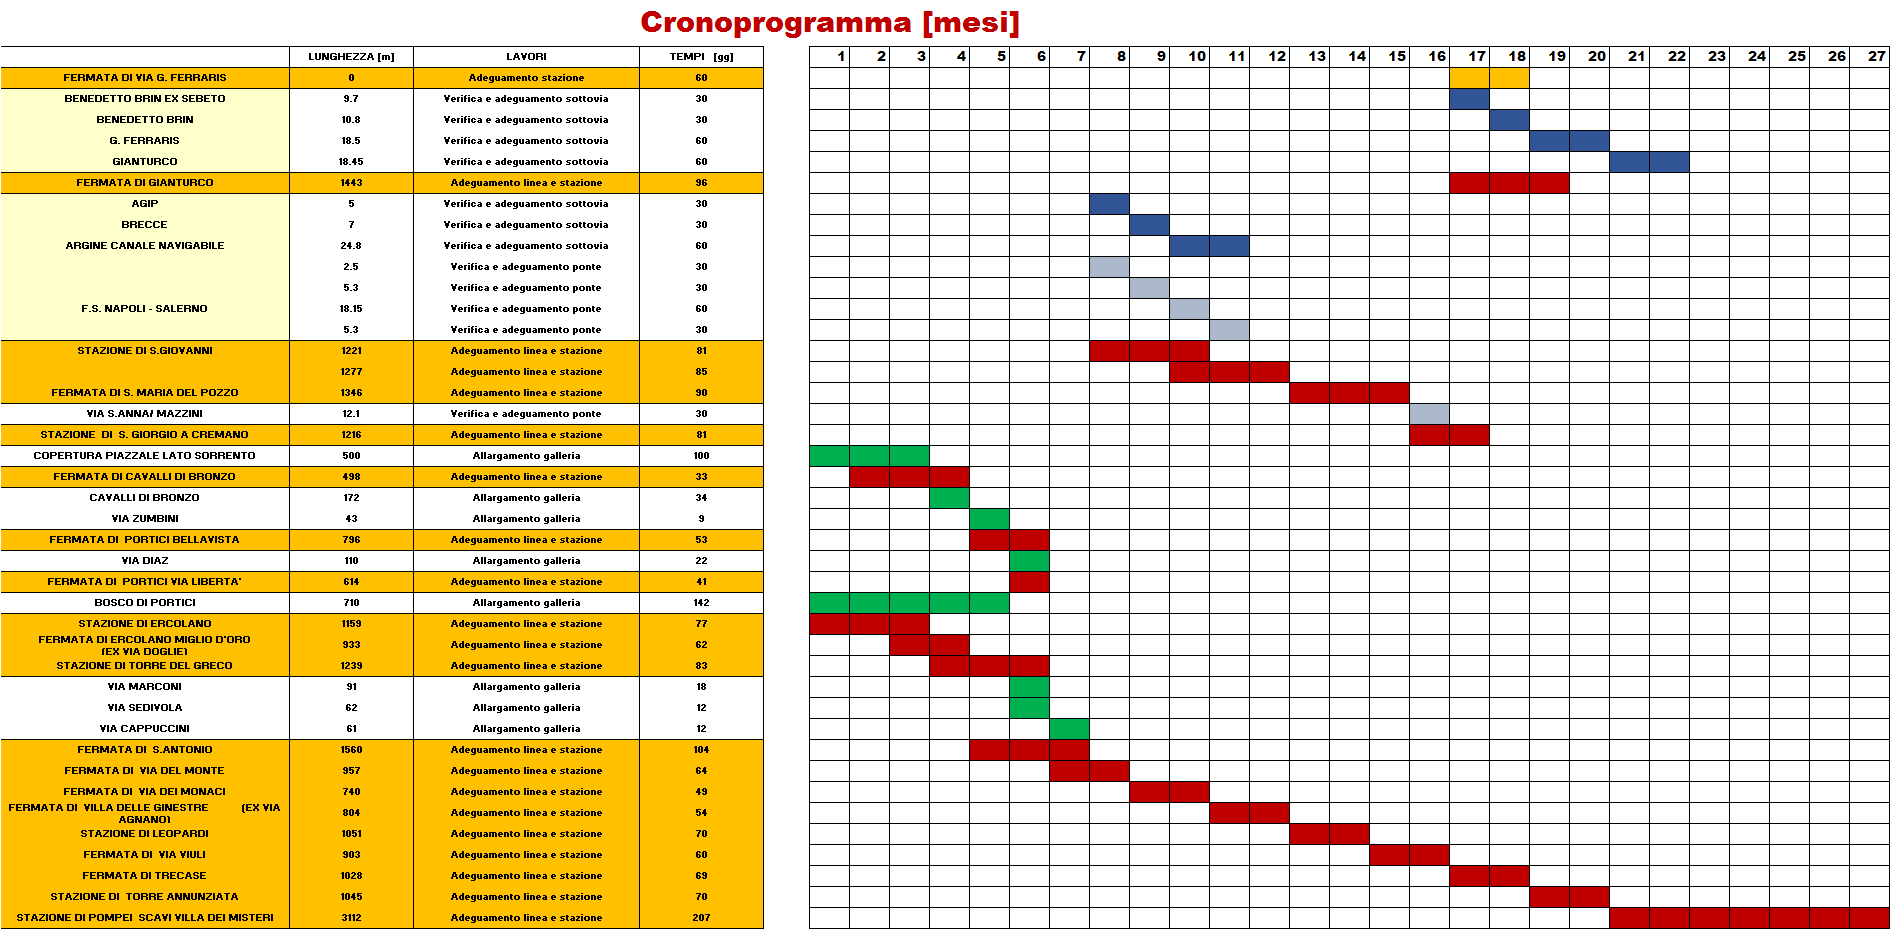 Cronoprogramma [mesi]
LUNGHEZZA [m] LAVORI TEMPI [gg] 1 2 3 4 5 6 7 8 9 10 11 12 13 14 15 16 17 18 19 20 21 22 23 24 25 26 27
FERMATA DI VIA G. FERRARIS 0 Adeguamento stazione 60
BENEDETTO BRIN EX SEBETO 9.7 Verifica e adeguamento sottovia 30
BENEDETTO BRIN 10.8 Verifica e adeguamento sottovia 30
G. FERRARIS 18.5 Verifica e adeguamento sottovia 60
GIANTURCO 18.45 Verifica e adeguamento sottovia 60
FERMATA DI GIANTURCO 1443 Adeguamento linea e stazione 96
AGIP 5 Verifica e adeguamento sottovia 30
BRECCE 7 Verifica e adeguamento sottovia 30
ARGINE CANALE NAVIGABILE 24.8 Verifica e adeguamento sottovia 60
2.5 Verifica e adeguamento ponte 30
5.3 Verifica e adeguamento ponte 30
F.S. NAPOLI - SALERNO 18.15 Verifica e adeguamento ponte 60
5.3 Verifica e adeguamento ponte 30
STAZIONE DI S.GIOVANNI 1221 Adeguamento linea e stazione 81
1277 Adeguamento linea e stazione 85
FERMATA DI S. MARIA DEL POZZO 1346 Adeguamento linea e stazione 90
VIA S.ANNA/ MAZZINI 12.1 Verifica e adeguamento ponte 30
STAZIONE DI S. GIORGIO A CREMANO 1216 Adeguamento linea e stazione 81
COPERTURA PIAZZALE LATO SORRENTO 500 Allargamento galleria 100
FERMATA DI CAVALLI DI BRONZO 498 Adeguamento linea e stazione 33
CAVALLI DI BRONZO 172 Allargamento galleria 34
VIA ZUMBINI 43 Allargamento galleria 9
FERMATA DI PORTICI BELLAVISTA 796 Adeguamento linea e stazione 53
VIA DIAZ 110 Allargamento galleria 22
FERMATA DI PORTICI VIA LIBERTA' 614 Adeguamento linea e stazione 41
BOSCO DI PORTICI 710 Allargamento galleria 142
STAZIONE DI ERCOLANO 1159 Adeguamento linea e stazione 77
FERMATA DI ERCOLANO MIGLIO D'ORO
(EX VIA DOGLIE) 933 Adeguamento linea e stazione 62
STAZIONE DI TORRE DEL GRECO 1239 Adeguamento linea e stazione 83
VIA MARCONI 91 Allargamento galleria 18
VIA SEDIVOLA 62 Allargamento galleria 12
VIA CAPPUCCINI 61 Allargamento galleria 12
FERMATA DI S.ANTONIO 1560 Adeguamento linea e stazione 104
FERMATA DI VIA DEL MONTE 957 Adeguamento linea e stazione 64
FERMATA DI VIA DEI MONACI 740 Adeguamento linea e stazione 49
FERMATA DI VILLA DELLE GINESTRE (EX VIA
AGNANO) 804 Adeguamento linea e stazione 54
STAZIONE DI LEOPARDI 1051 Adeguamento linea e stazione 70
FERMATA DI VIA VIULI 903 Adeguamento linea e stazione 60
FERMATA DI TRECASE 1028 Adeguamento linea e stazione 69
STAZIONE DI TORRE ANNUNZIATA 1045 Adeguamento linea e stazione 70
STAZIONE DI POMPEI SCAVI VILLA DEI MISTERI 3112 Adeguamento linea e stazione 207